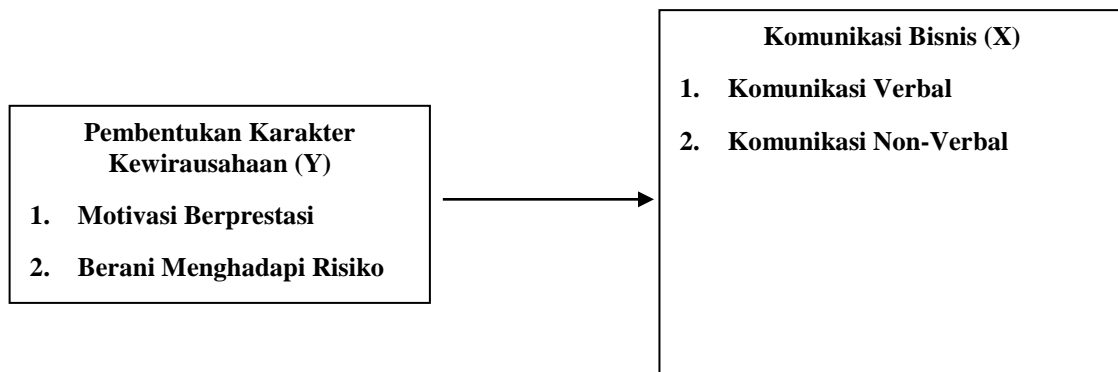 Pembentukan Karakter
Kewirausahaan (Y)
1. Motivasi Berprestasi
2. Berani Menghadapi Risiko
Komunikasi Bisnis (X)
1. Komunikasi Verbal
2. Komunikasi Non-Verbal